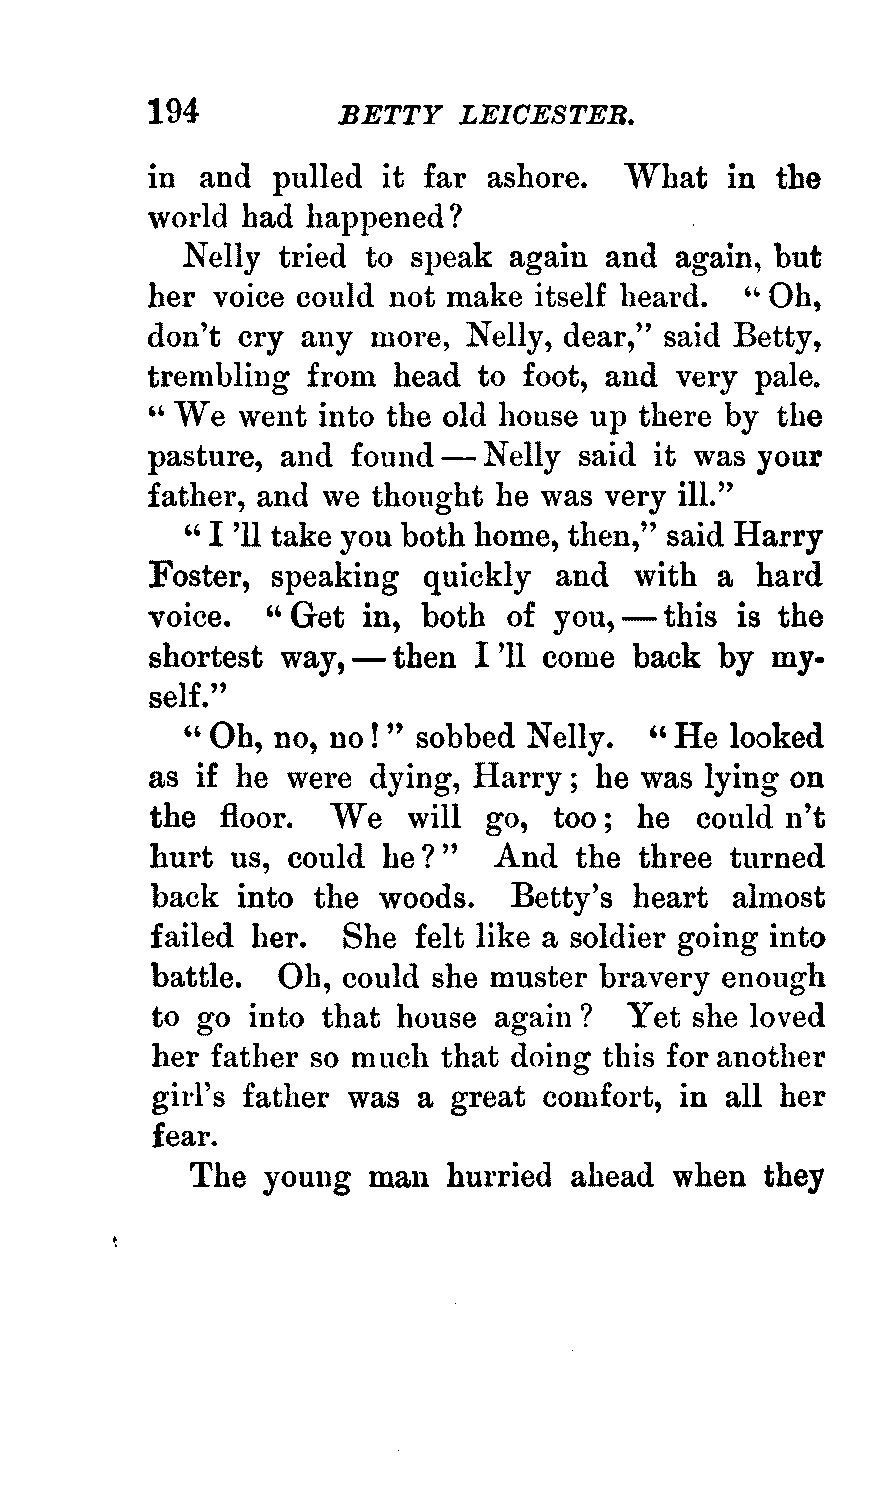 194 BETTY LEICESTER.
in and pulled it far ashore. What in the
world had happened?
Nelly tried to speak again and again, but
her voice could not make itself heard. “Oh,
don’t cry any more, Nelly, dear,” said Betty,
trembling from head to foot, and very pale.
“We went into the old house up there by the
pasture, and found — Nelly said it was your
father, and we thought he was very ill.”
“I ’ll take you both home, then,” said Harry
Foster, speaking quickly and with a hard
voice. “Get in, both of you, — this is the
shortest way, — then I ’ll come back by my-
self.”
“Oh, no, no!” sobbed Nelly. “He looked
as if he were dying, Harry; he was lying on
the floor. We will go, too; he could n’t
hurt us, could he?” And the three turned
back into the woods. Betty’s heart almost
failed her. She felt like a soldier going into
battle. Oh, could she muster bravery enough
to go into that house again? Yet she loved
her father so much that doing this for another
girl’s father was a great comfort, in all her
fear.
The young man hurried ahead when they